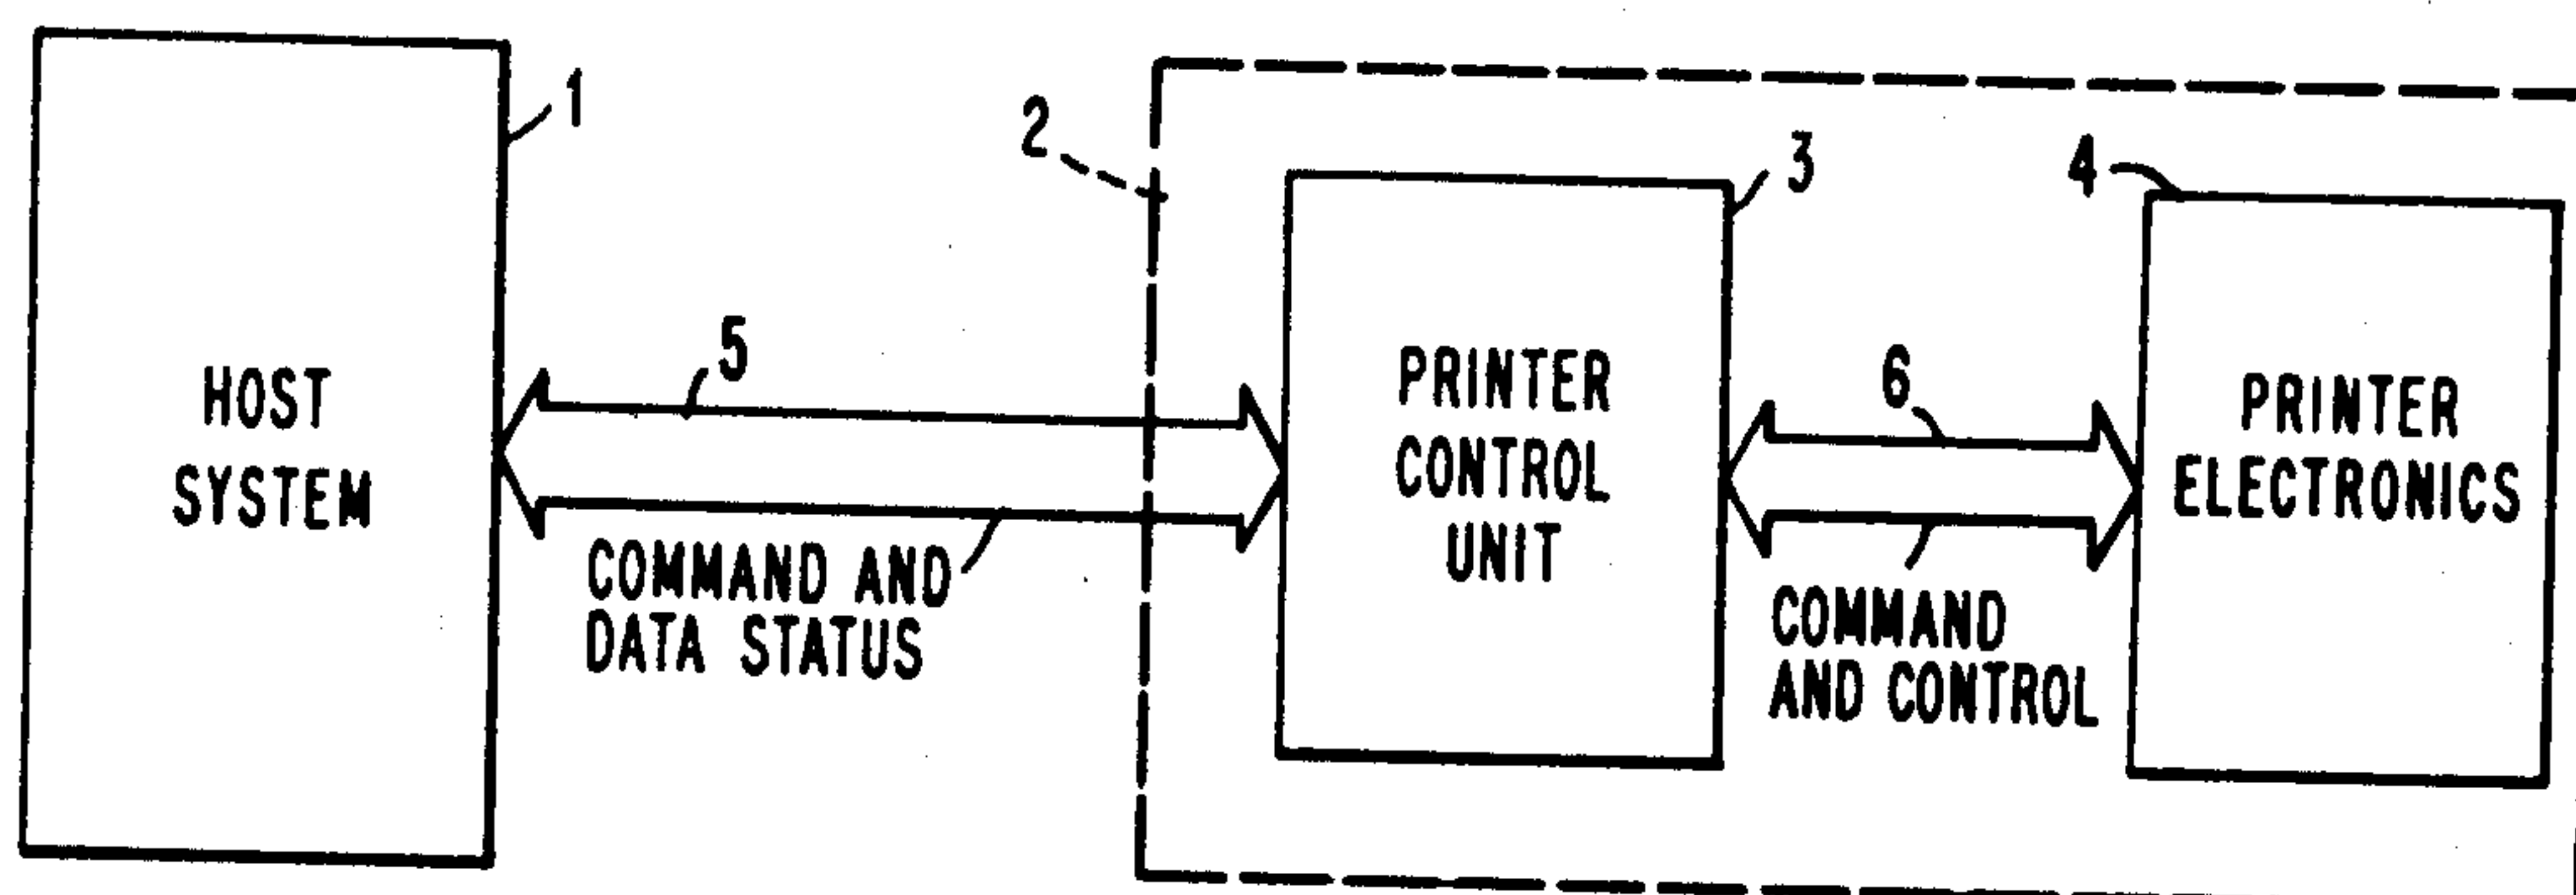 1
2
3
4
HOST
SYSTEM
5
COMMAND AND
DATA STATUS
PRINTER
CONTROL
UNIT
6
COMMAND
AND CONTROL
PRINTER
ELECTRONICS